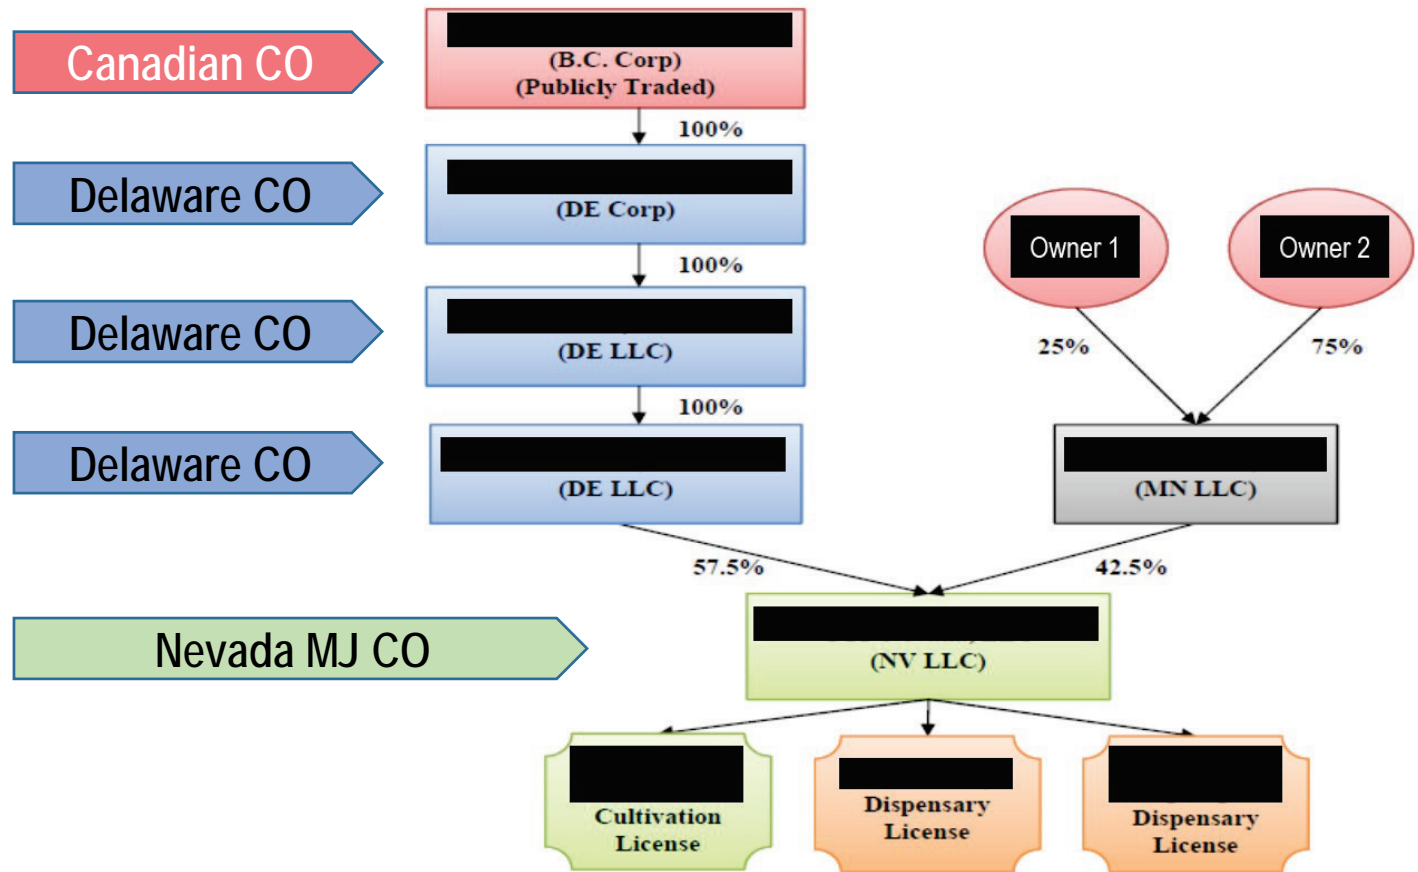 Canadian CO
(B.C. Corp)
(Publicly Traded)
100%
Delaware CO
(DE Corp)
100%
Owner 1
Owner 2
Delaware CO
(DE LLC)
25%
75%
100%
Delaware CO
(DE LLC)
(MN LLC)
57.5%
42.5%
Nevada MJ CO
(NV LLC)
Cultivation
License
Dispensary
License
Dispensary
License